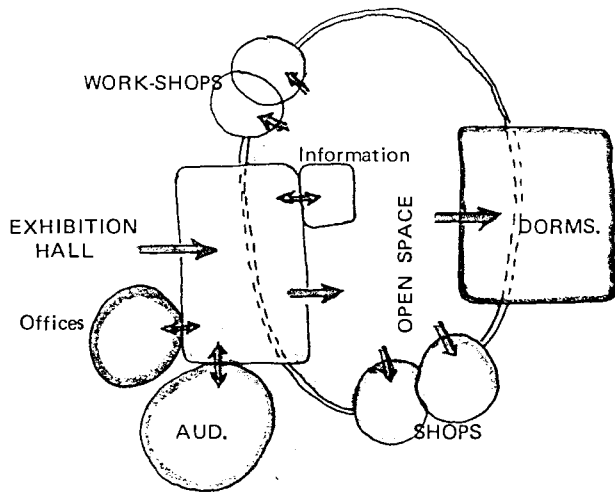 WORK-SHOPS
Information
EXHIBITION
HALL
OPEN SPACE
DORMS.
Offices
AUD.
SHOPS